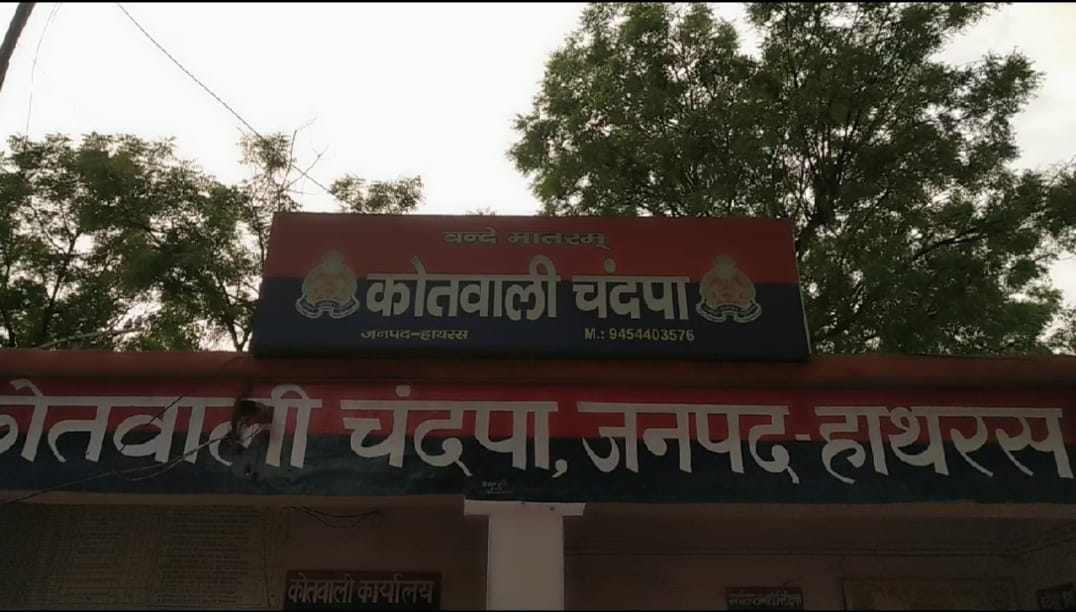 वन्दे मातरम्
कोतवाली चंदपा
जनपद-हाथरस M.: 9454403576
कोतवाली चंदपा, जनपद-हाथरस
कोतवाली कार्यालय